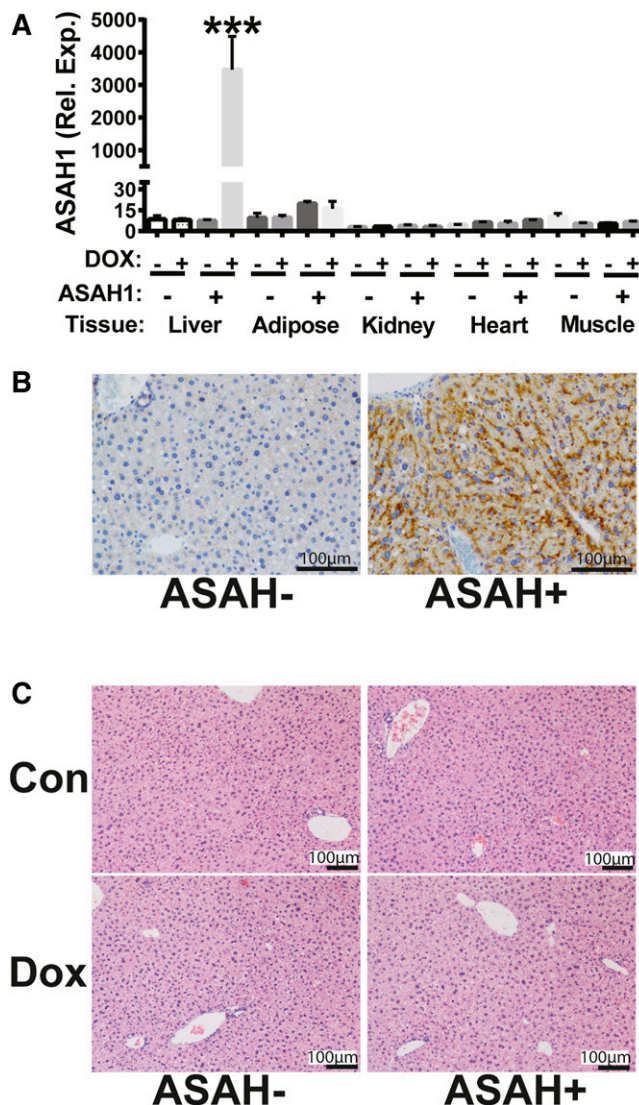 A
ASAH1 (Rel. Exp.)
5000
4000
3000
2000
1000
30
15
0
***
DOX: - + - + - + - + - + - + - + - + - + - +
ASAH1: - + - + - + - + - +
Tissue: Liver Adipose Kidney Heart Muscle
B
100µm 100µm
ASAH- ASAH+
C
Con
100µm 100µm
Dox
100µm 100µm
ASAH- ASAH+